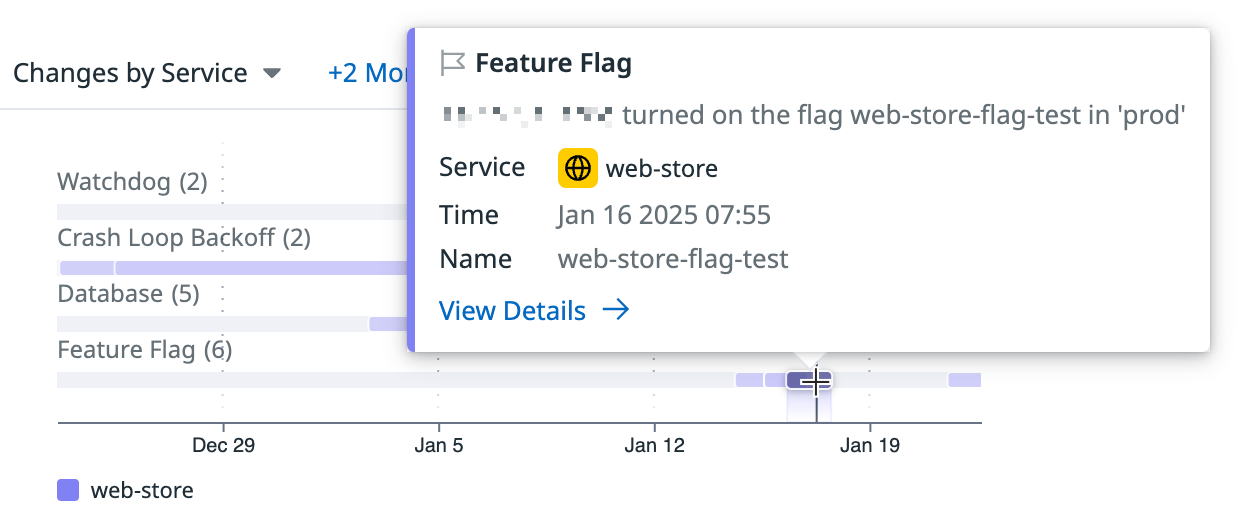 Changes by Service
+2 Mo
Feature Flag
turned on the flag web-store-flag-test in 'prod'
Service web-store
Time Jan 16 2025 07:55
Name web-store-flag-test
View Details
Watchdog (2)
Crash Loop Backoff (2)
Database (5)
Feature Flag (6)
Dec 29 Jan 5 Jan 12 Jan 19
web-store